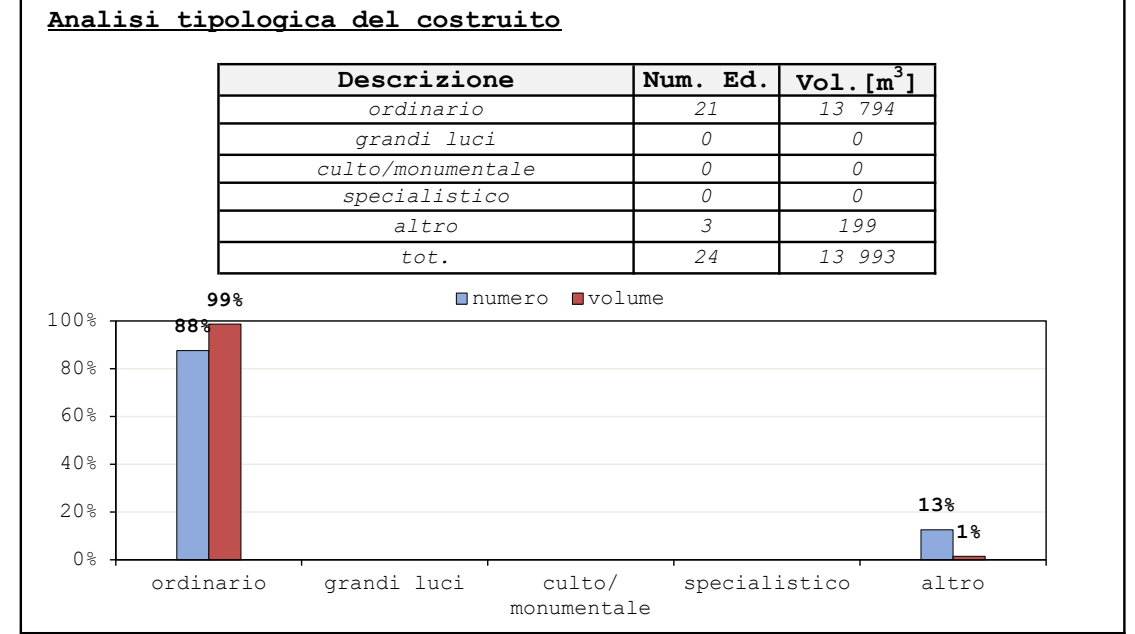 Analisi tipologica del costruito
Descrizione Num. Ed. Vol.[m³]
ordinario 21 13 794
grandi luci 0 0
culto/monumentale 0 0
specialistico 0 0
altro 3 199
tot. 24 13 993
numero volume
99%
88%
100%
80%
60%
40%
20%
0%
13%
1%
ordinario grandi luci culto/ specialistico altro
monumentale